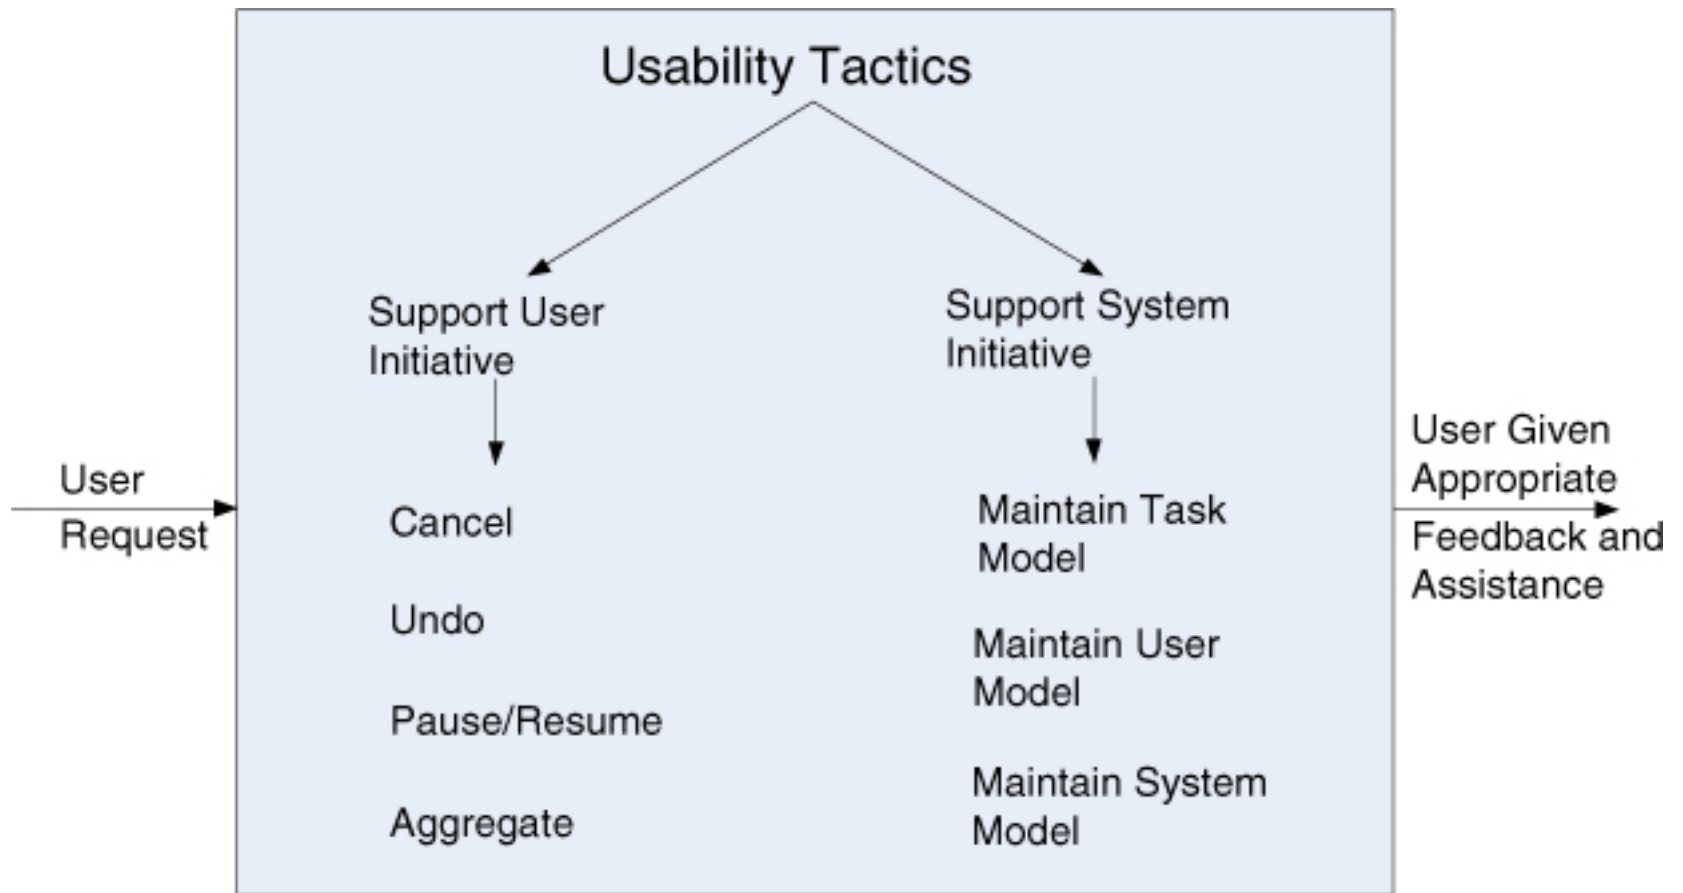 Usability Tactics
Support User
Initiative
Support System
Initiative
User
Request
Cancel
Undo
Pause/Resume
Aggregate
Maintain Task
Model
Maintain User
Model
Maintain System
Model
User Given
Appropriate
Feedback and
Assistance